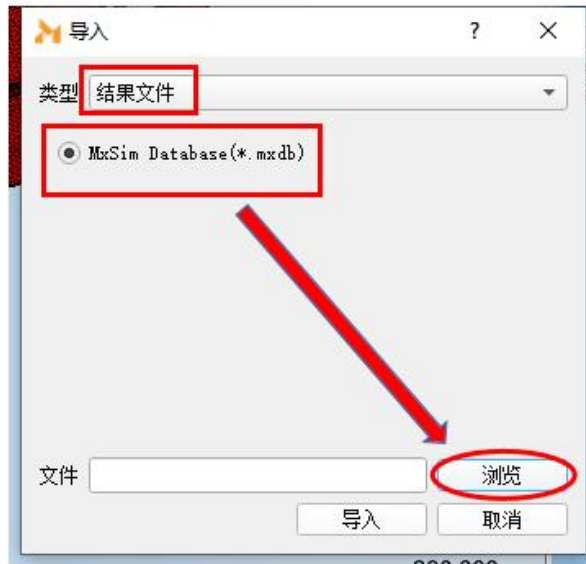 导入 ?
类型 结果文件
MxSim Database(*.mxdb)
文件 浏览
导入 取消